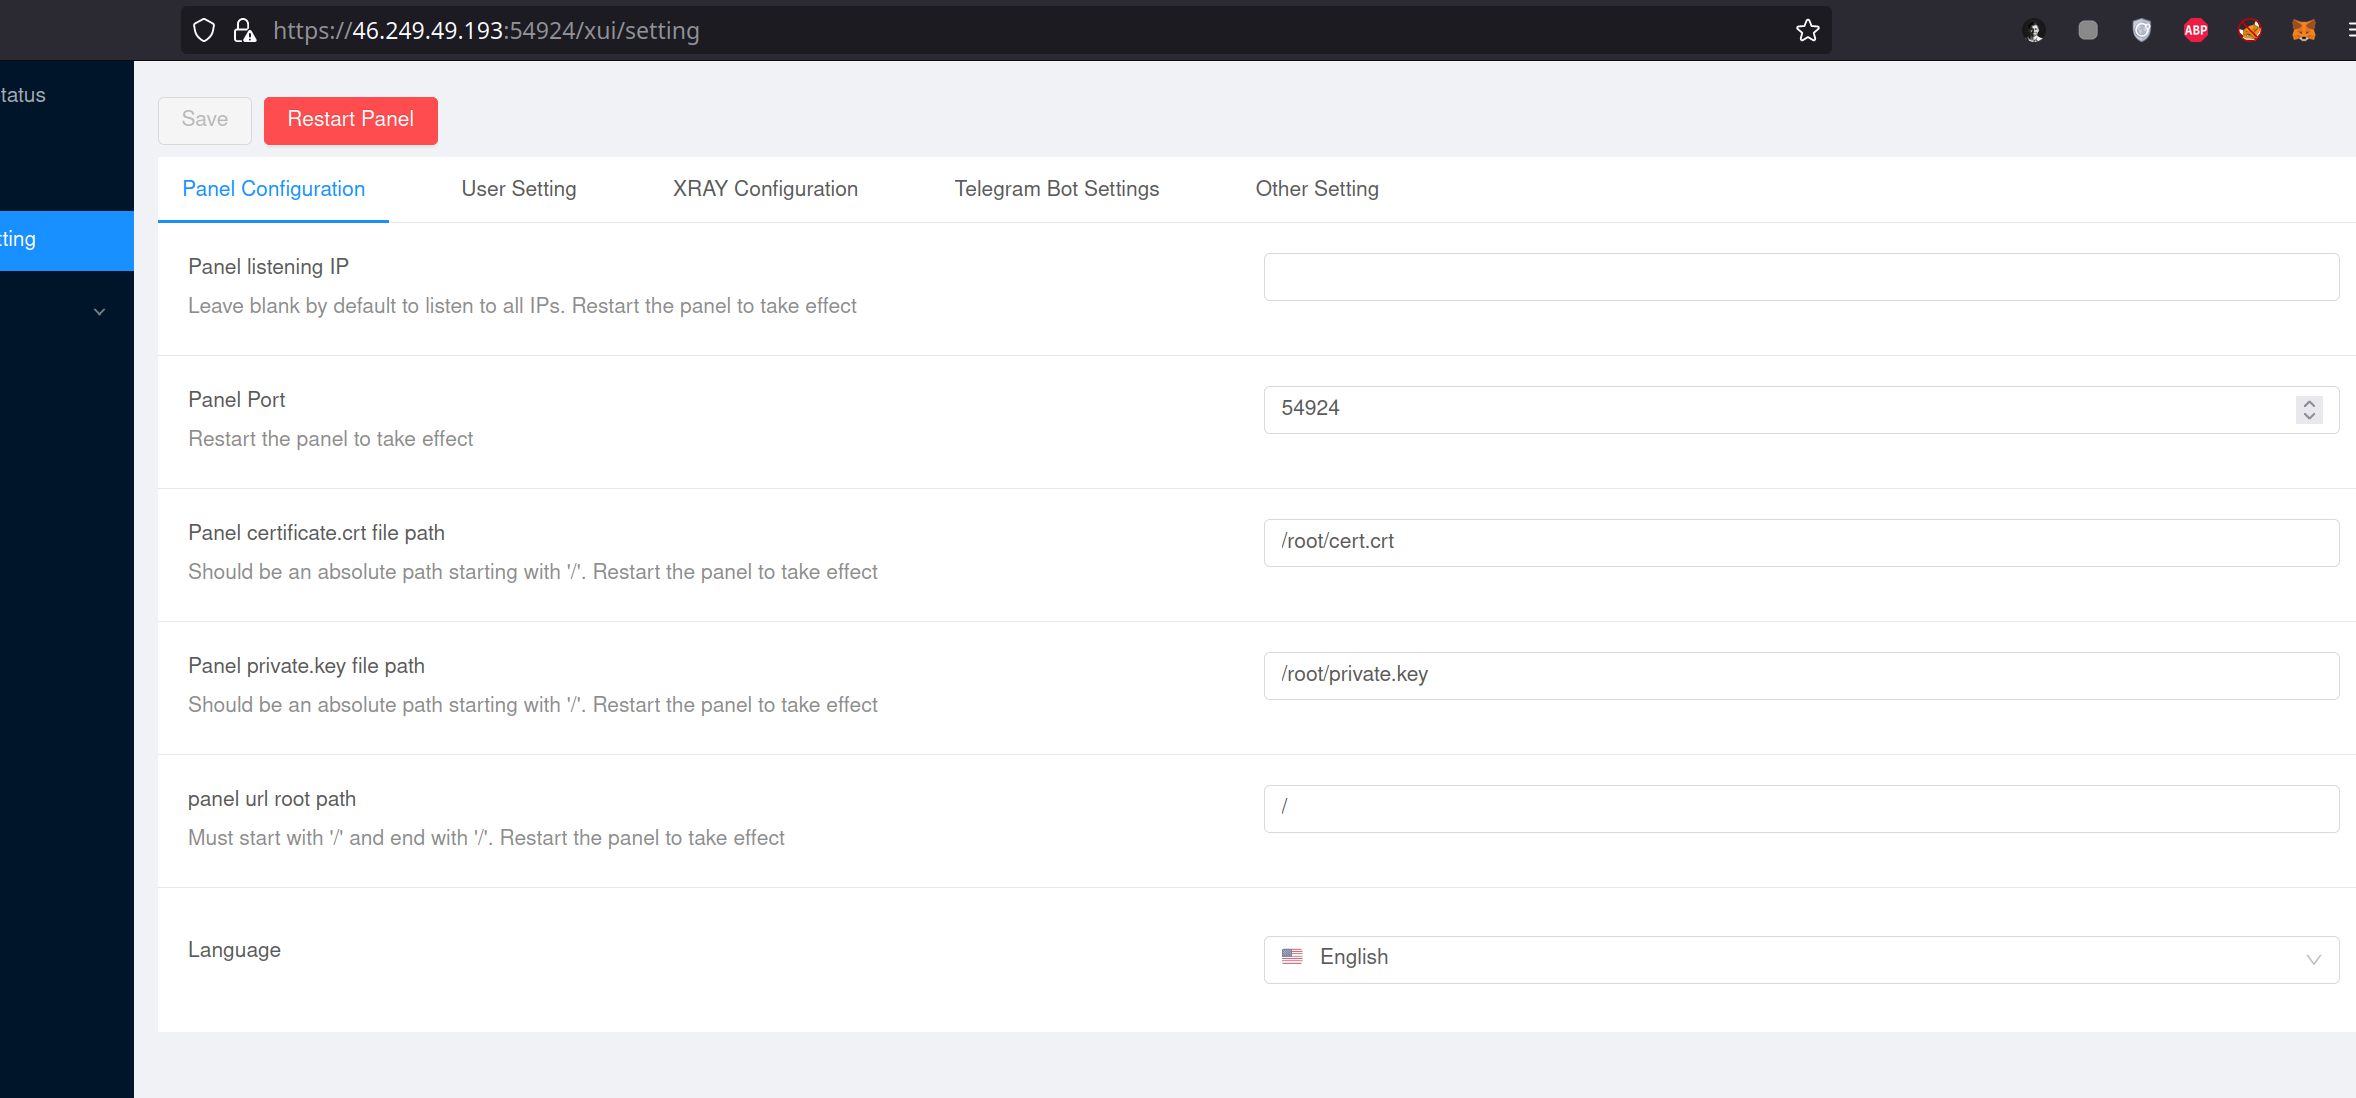 https://46.249.49.193:54924/xui/setting
ABP
tatus
Save
Restart Panel
Panel Configuration
User Setting
XRAY Configuration
Telegram Bot Settings
Other Setting
tting
Panel listening IP
Leave blank by default to listen to all IPs. Restart the panel to take effect
Panel Port
Restart the panel to take effect
54924
Panel certificate.crt file path
Should be an absolute path starting with '/'. Restart the panel to take effect
/root/cert.crt
Panel private.key file path
Should be an absolute path starting with '/'. Restart the panel to take effect
/root/private.key
panel url root path
Must start with '/' and end with '/'. Restart the panel to take effect
/
Language
English